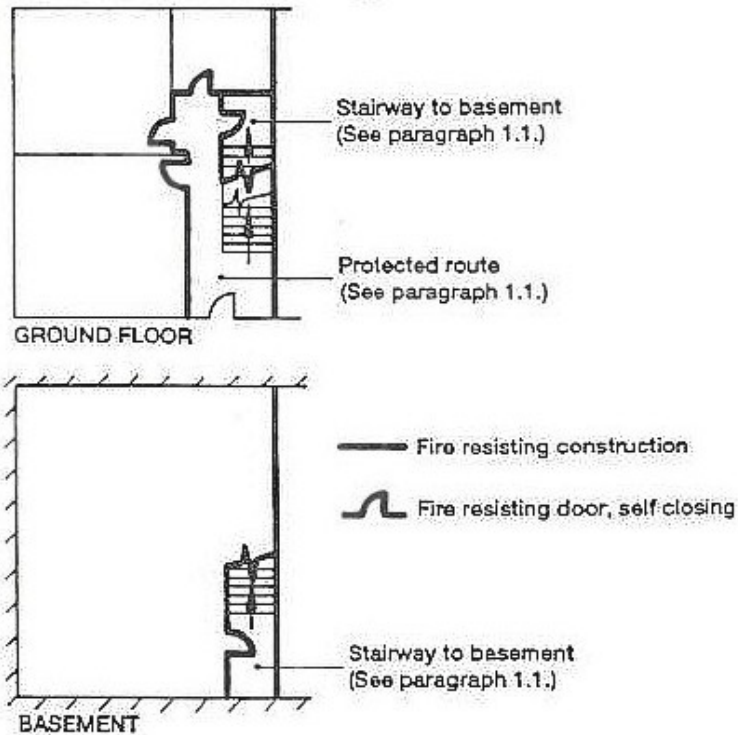 Stairway to basement
(See paragraph 1.1.)
Protected route
(See paragraph 1.1.)
GROUND FLOOR
Fire resisting construction
Fire resisting door, self closing
Stairway to basement
(See paragraph 1.1.)
BASEMENT